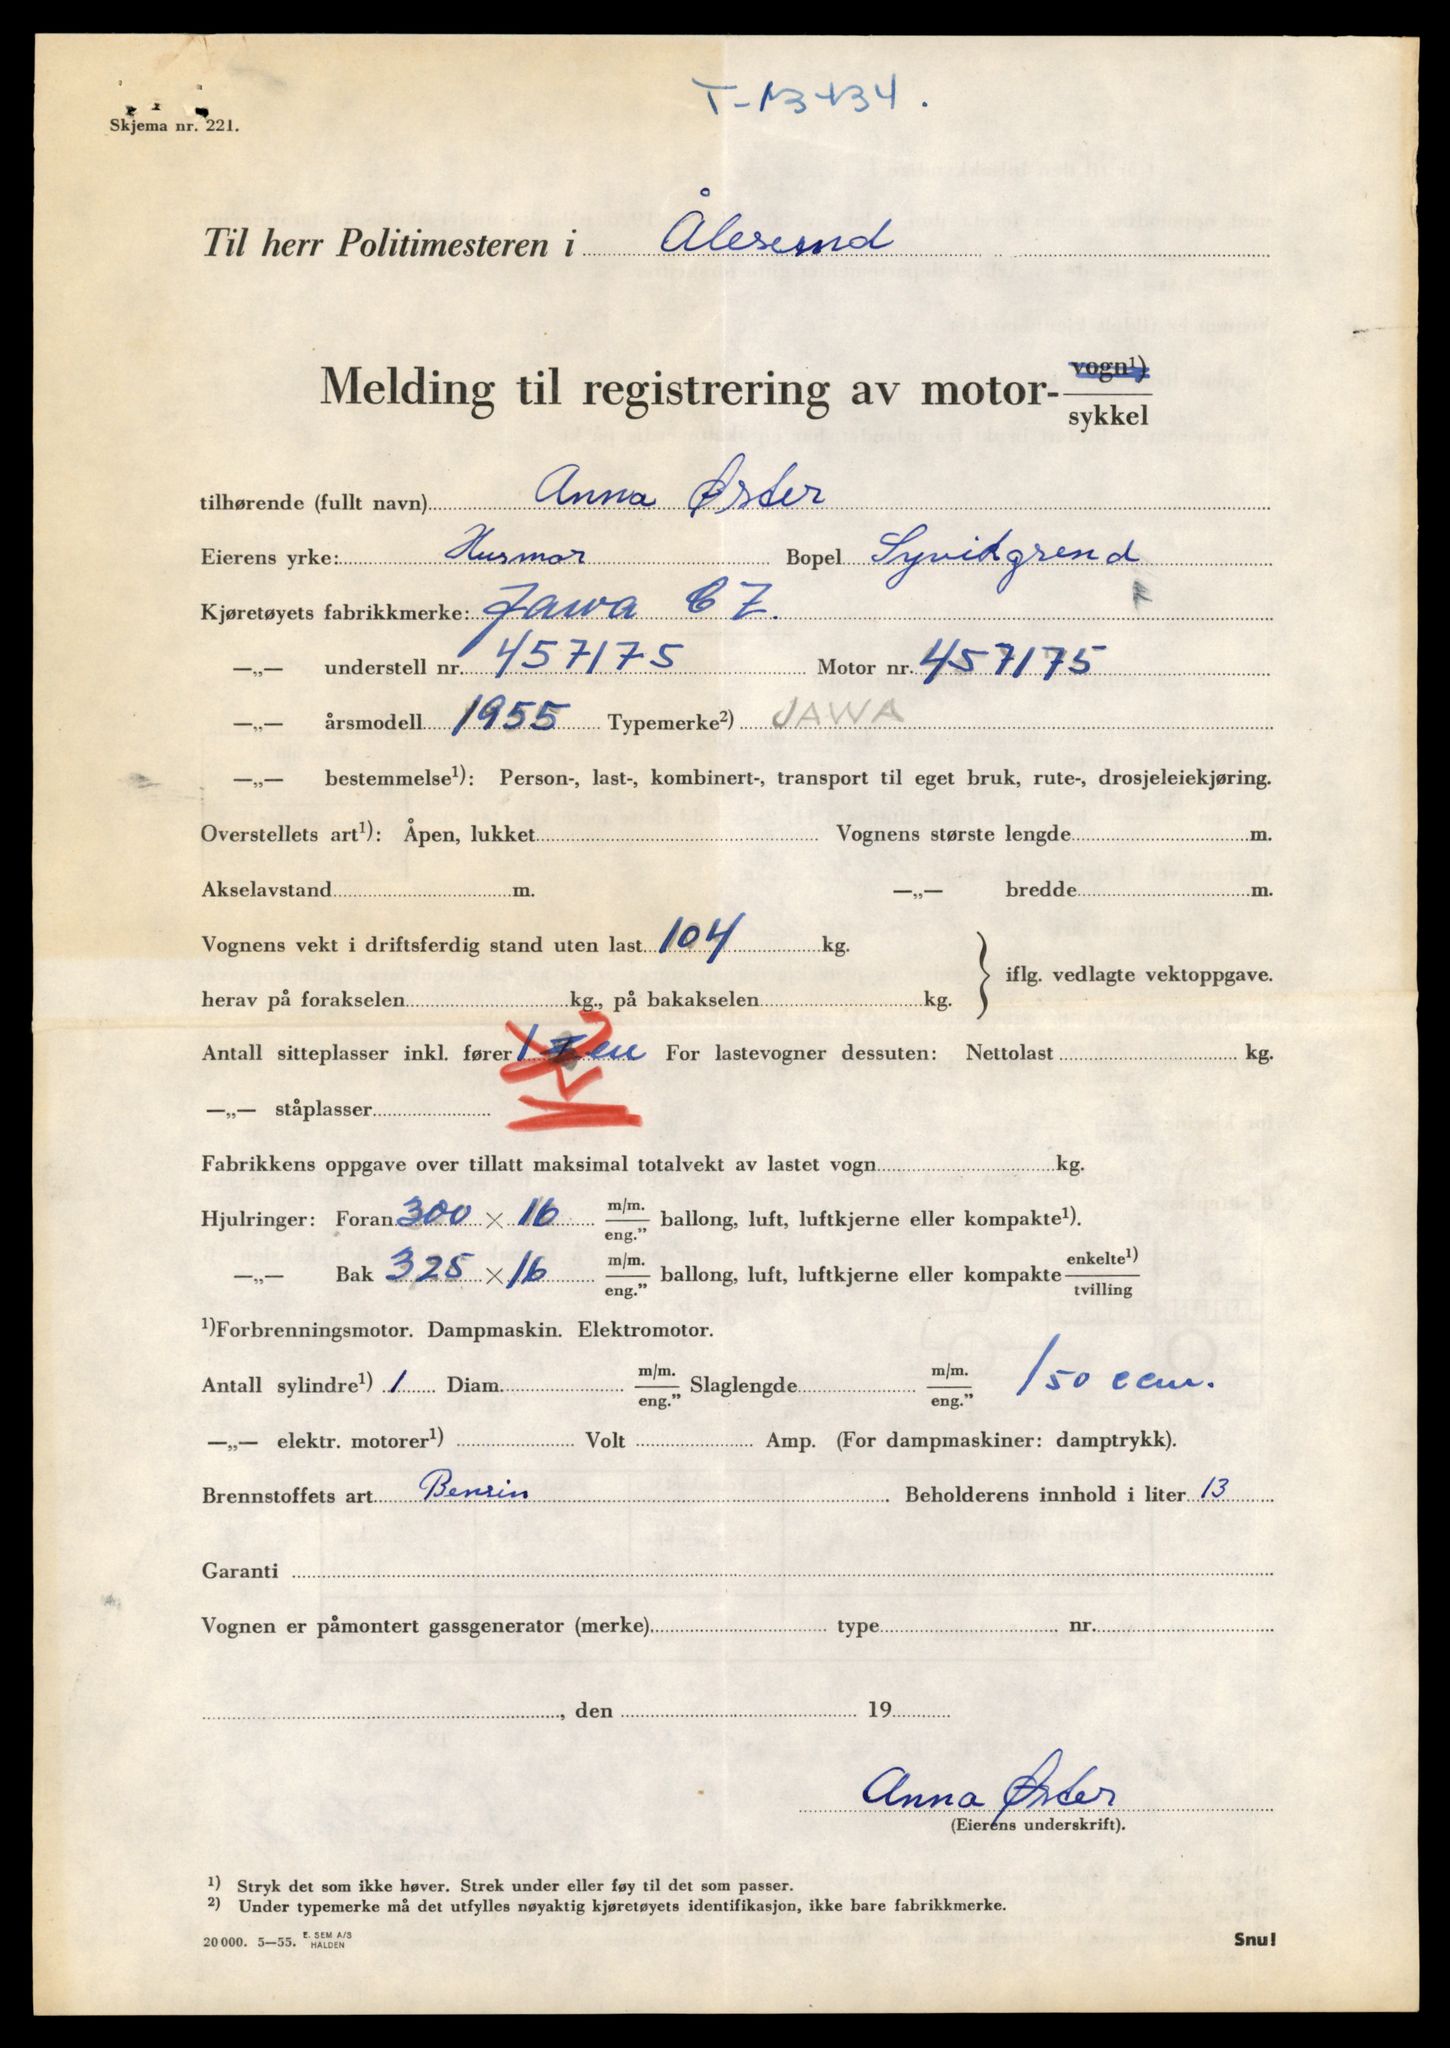 T-13434.
Skjema nr. 221.
Til herr Politimesteren i Ålesund
Melding til registrering av motor- vogn¹) sykkel
tilhørende (fullt navn) Anna Øster
Eierens yrke: Husmor Bopel Syvikgrend
Kjøretøyets fabrikkmerke: Jawa CZ.
—„— understell nr. 457175 Motor nr. 457175
—„— årsmodell 1955 Typemerke²) JAWA
—„— bestemmelse¹): Person-, last-, kombinert-, transport til eget bruk, rute-, drosjeleiekjøring.
Overstellets art¹): Åpen, lukket Vognens største lengde m.
Akselavstand m. —„— bredde m.
Vognens vekt i driftsferdig stand uten last 104 kg.
iflg. vedlagte vektoppgave.
herav på forakselen kg., på bakakselen kg.
Antall sitteplasser inkl. fører 1 en For lastevogner dessuten: Nettolast kg.
—„— ståplasser
Fabrikkens oppgave over tillatt maksimal totalvekt av lastet vogn kg.
Hjulringer: Foran 300 × 16 m/m. eng.” ballong, luft, luftkjerne eller kompakte¹).
—„— Bak 325 × 16 m/m. eng.” ballong, luft, luftkjerne eller kompakte enkelte¹) tvilling
¹)Forbrenningsmotor. Dampmaskin. Elektromotor.
Antall sylindre¹) 1 Diam. m/m. eng.” Slaglengde m/m. eng.” 150 ccm.
—„— elektr. motorer¹) Volt Amp. (For dampmaskiner: damptrykk).
Brennstoffets art Bensin Beholderens innhold i liter 13
Garanti
Vognen er påmontert gassgenerator (merke) type nr.
, den 19
Anna Øster
(Eierens underskrift).
¹) Stryk det som ikke høver. Strek under eller føy til det som passer.
²) Under typemerke må det utfylles nøyaktig kjøretøyets identifikasjon, ikke bare fabrikkmerke.
20 000. 5—55. E. SEM A/S HALDEN Snu!